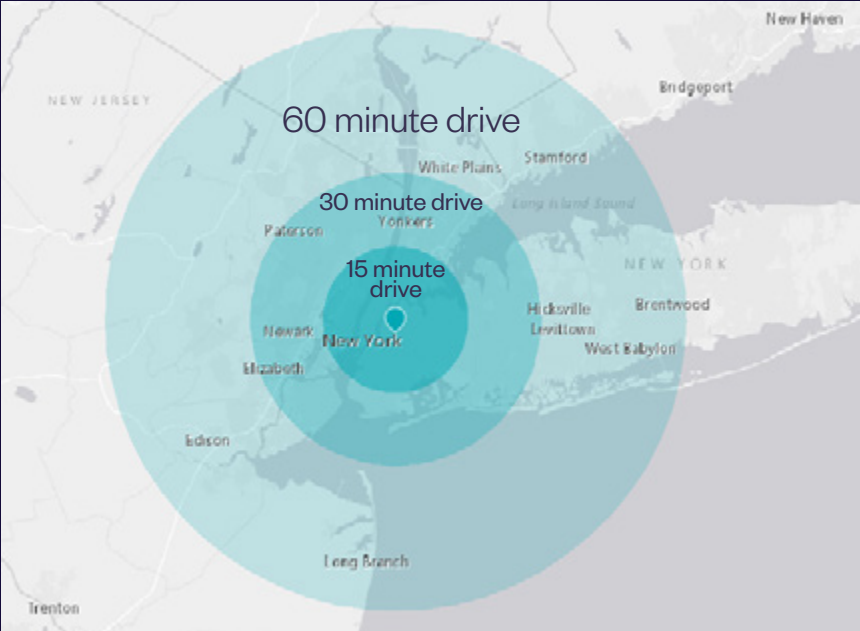 New Haven
Bridgeport
NEW JERSEY
60 minute drive
Stamford
White Plains
30 minute drive
Long Island Sound
Yonkers
Paterson
NEW YORK
15 minute
drive
Brentwood
Hicksville
Levittown
Newark
New York
West Babylon
Elizabeth
Edison
Long Branch
Trenton